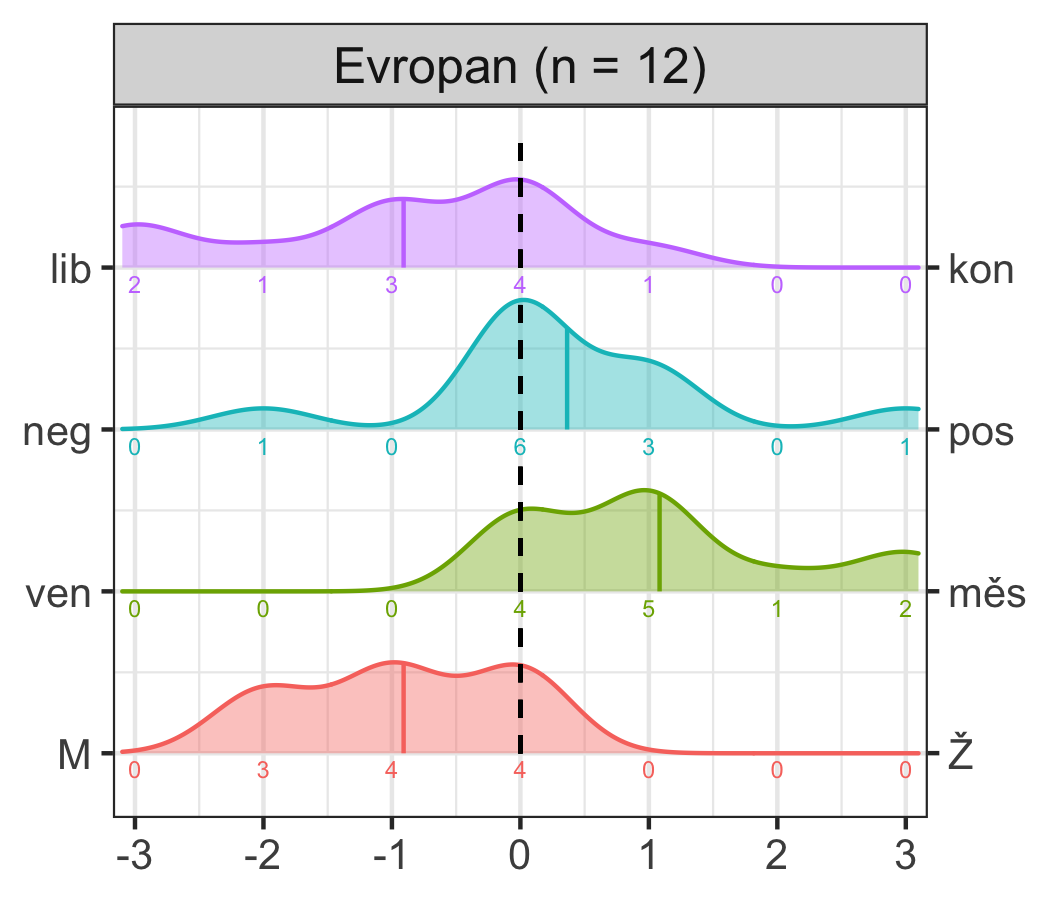 Evropan (n = 12)
lib kon
2 1 3 4 1 0 0
neg pos
0 1 0 6 3 0 1
ven měs
0 0 0 4 5 1 2
M Ž
0 3 4 4 0 0 0
-3 -2 -1 0 1 2 3